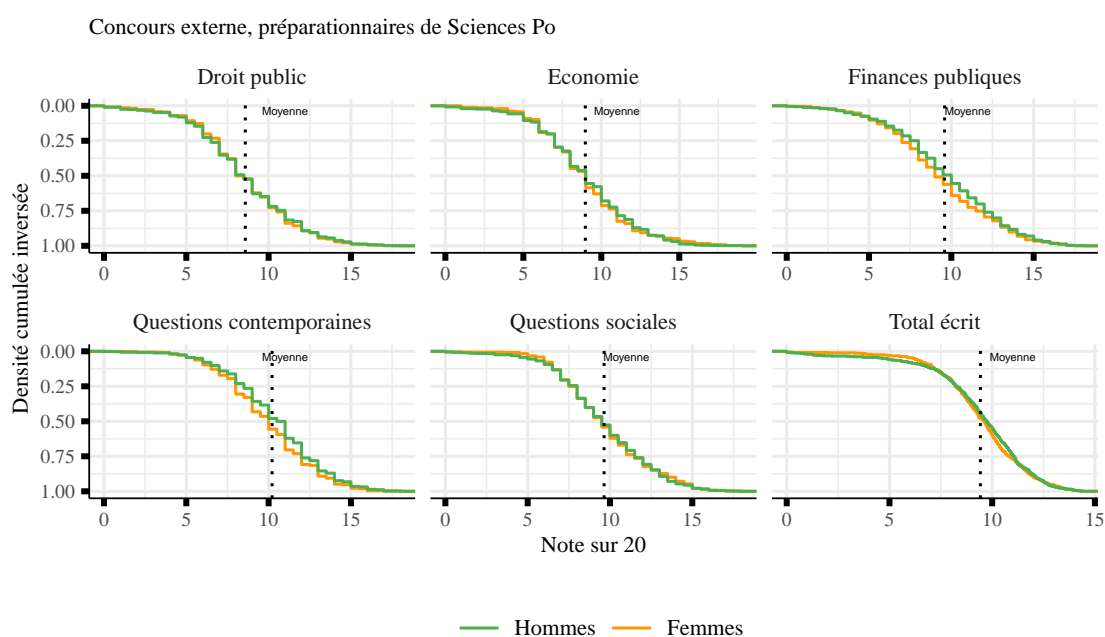 Concours externe, préparationnaires de Sciences Po
Droit public
Economie
Finances publiques
Moyenne
Moyenne
Moyenne
0.00
0.25
0.50
0.75
1.00
0 5 10 15
0 5 10 15
0 5 10 15
Questions contemporaines
Questions sociales
Total écrit
Moyenne
Moyenne
Moyenne
0.00
0.25
0.50
0.75
1.00
0 5 10 15
0 5 10 15
0 5 10 15
Densité cumulée inversée
Note sur 20
Hommes
Femmes